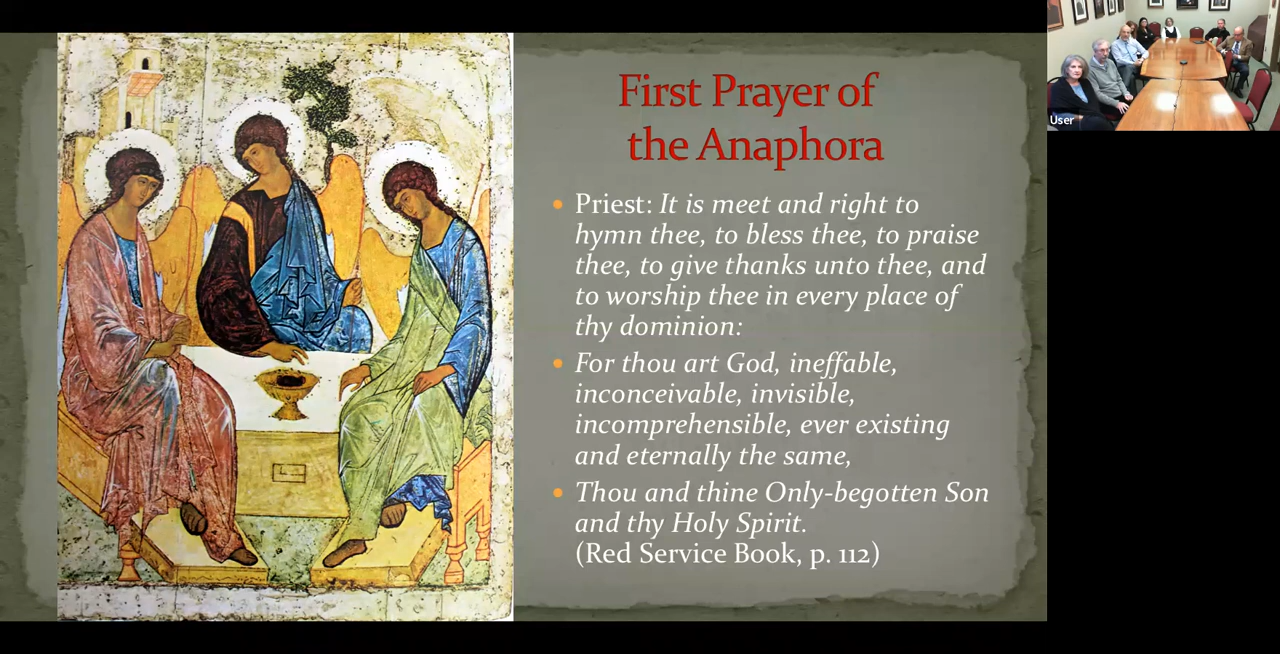 First Prayer of
the Anaphora
• Priest: It is meet and right to
hymn thee, to bless thee, to praise
thee, to give thanks unto thee, and
to worship thee in every place of
thy dominion:
• For thou art God, ineffable,
inconceivable, invisible,
incomprehensible, ever existing
and eternally the same,
• Thou and thine Only-begotten Son
and thy Holy Spirit.
(Red Service Book, p. 112)
User